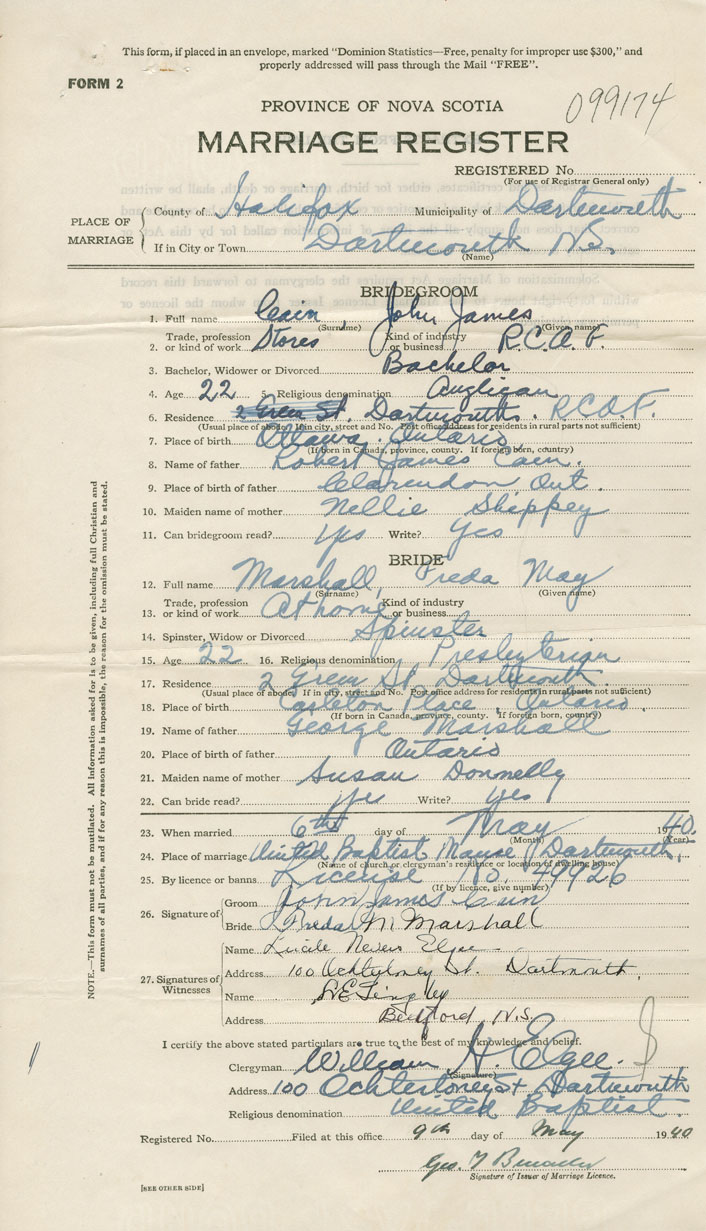 This form, if placed in an envelope, marked "Dominion Statistics—Free, penalty for improper use $300," and
properly addressed will pass through the Mail "FREE".
FORM 2
099174
PROVINCE OF NOVA SCOTIA
MARRIAGE REGISTER
REGISTERED No.
(For use of Registrar General only)
PLACE OF MARRIAGE
County of Halifax Municipality of Dartmouth
If in City or Town Dartmouth N.S.
(Name)
BRIDEGROOM
1. Full name Cain, John James
(Surname) (Given name)
2. Trade, profession or kind of work Stores Kind of industry or business R.C.A.F.
3. Bachelor, Widower or Divorced Bachelor
4. Age 22 5. Religious denomination Anglican
6. Residence 2 Green St. Dartmouth. R.C.A.F.
(Usual place of abode. If in city, street and No. Post office address for residents in rural parts not sufficient)
7. Place of birth Ottawa. Ontario
(If born in Canada, province, county. If foreign born, country)
8. Name of father Robert James Cain.
9. Place of birth of father Clarendon Ont.
10. Maiden name of mother Nellie Shippey
11. Can bridegroom read? yes Write? yes
BRIDE
12. Full name Marshall, Freda May
(Surname) (Given name)
13. Trade, profession or kind of work At home Kind of industry or business
14. Spinster, Widow or Divorced Spinster
15. Age 22 16. Religious denomination Presbyterian
17. Residence 2 Green St. Dartmouth.
(Usual place of abode. If in city, street and No. Post office address for residents in rural parts not sufficient)
18. Place of birth Carleton Place, Ontario.
(If born in Canada, province, county. If foreign born, country)
19. Name of father George Marshall
20. Place of birth of father Ontario
21. Maiden name of mother Susan Donnelly
22. Can bride read? yes Write? yes
23. When married 6th day of May 1940.
(Month) (Year)
24. Place of marriage United Baptist Manse, Dartmouth.
(Name of church or clergyman's residence or location of dwelling house)
25. By licence or banns License No. 49926
(If by licence, give number)
26. Signature of
Groom John James Cain
Bride Freda M Marshall
27. Signatures of Witnesses
Name Lucile Elgee
Address 100 Ochterloney St. Dartmouth.
Name
Address Bedford, N.S.
I certify the above stated particulars are true to the best of my knowledge and belief.
Clergyman William H. Elgee.
(Signature)
Address 100 Ochterloney St Dartmouth
Religious denomination United Baptist.
Registered No. Filed at this office 9th day of May 1940
Geo. T
Signature of Issuer of Marriage Licence.
[SEE OTHER SIDE]
NOTE.—This form must not be mutilated. All information asked for is to be given, including full Christian and
surnames of all parties, and if for any reason this is impossible, the reason for the omission must be stated.